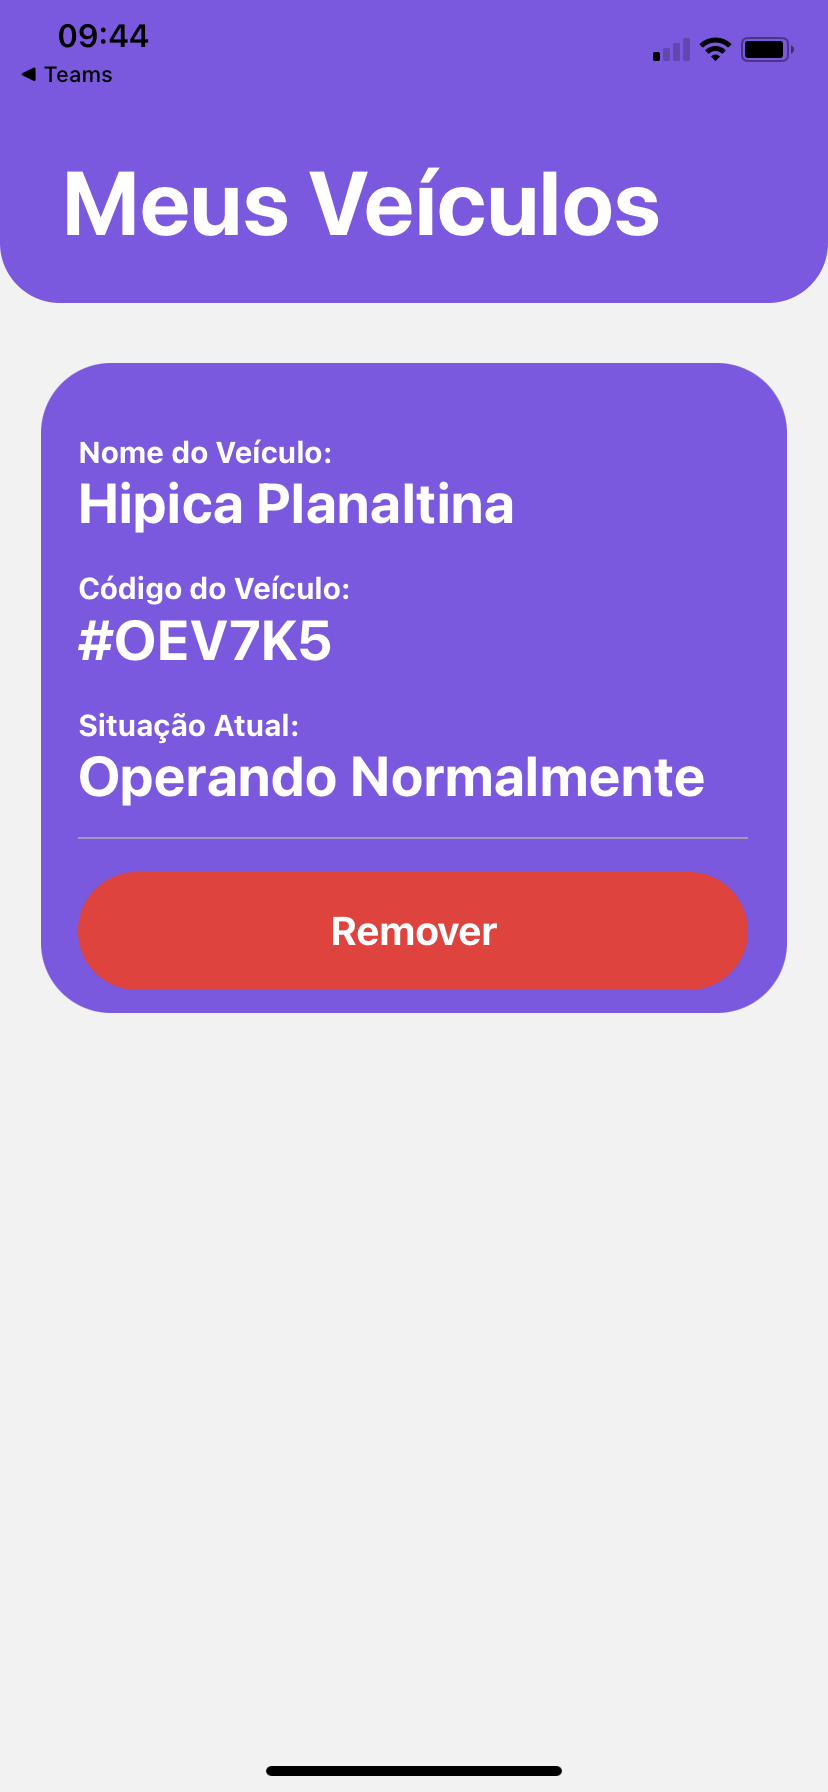 09:44
Teams
Meus Veículos
Nome do Veículo:
Hipica Planaltina
Código do Veículo:
#OEV7K5
Situação Atual:
Operando Normalmente
Remover